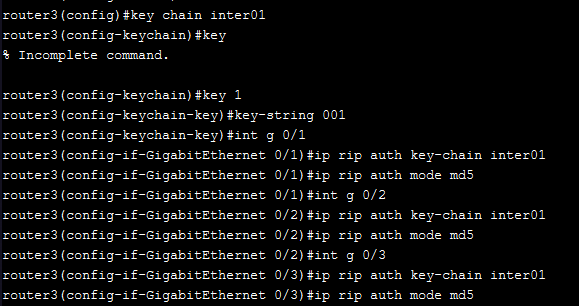 router3(config)#key chain inter01
router3(config-keychain)#key
% Incomplete command.
router3(config-keychain)#key 1
router3(config-keychain-key)#key-string 001
router3(config-keychain-key)#int g 0/1
router3(config-if-GigabitEthernet 0/1)#ip rip auth key-chain inter01
router3(config-if-GigabitEthernet 0/1)#ip rip auth mode md5
router3(config-if-GigabitEthernet 0/1)#int g 0/2
router3(config-if-GigabitEthernet 0/2)#ip rip auth key-chain inter01
router3(config-if-GigabitEthernet 0/2)#ip rip auth mode md5
router3(config-if-GigabitEthernet 0/2)#int g 0/3
router3(config-if-GigabitEthernet 0/3)#ip rip auth key-chain inter01
router3(config-if-GigabitEthernet 0/3)#ip rip auth mode md5